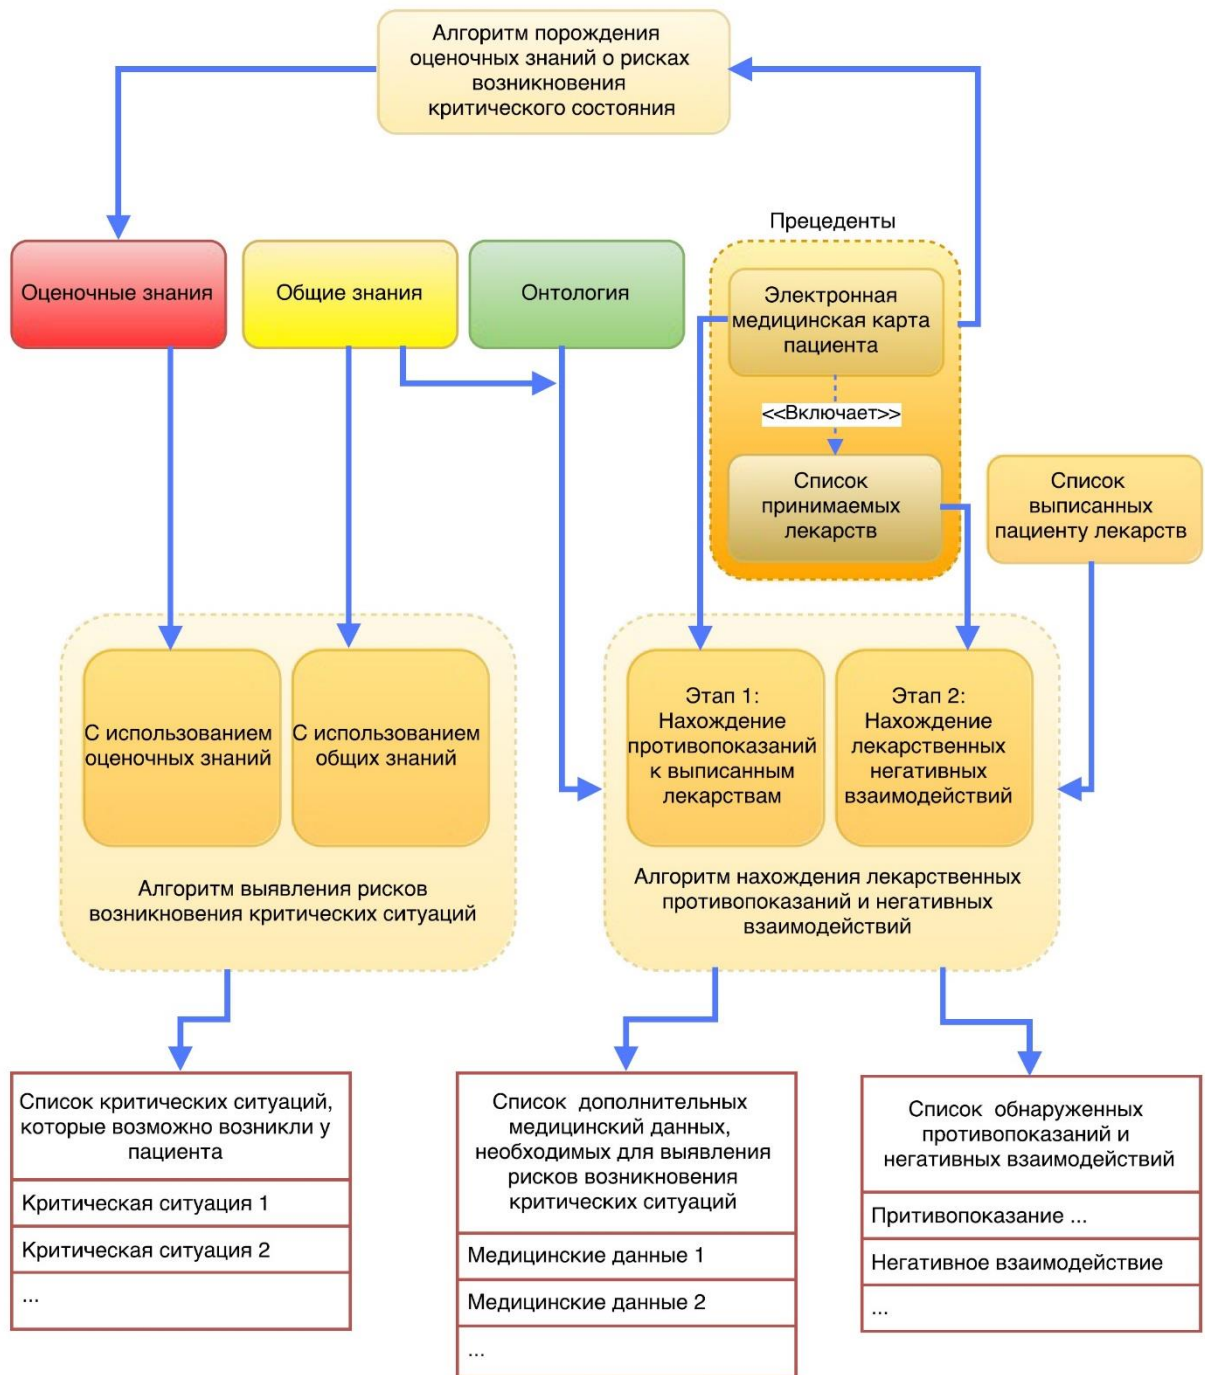 Алгоритм порождения
оценочных знаний о рисках
возникновения
критического состояния
Прецеденты
Оценочные знания
Общие знания
Онтология
Электронная
медицинская карта
пациента
<<Включает>>
Список
принимаемых
лекарств
Список
выписанных
пациенту лекарств
С использованием
оценочных знаний
С использованием
общих знаний
Алгоритм выявления рисков
возникновения критических ситуаций
Этап 1:
Нахождение
противопоказаний
к выписанным
лекарствам
Этап 2:
Нахождение
лекарственных
негативных
взаимодействий
Алгоритм нахождения лекарственных
противопоказаний и негативных
взаимодействий
Список критических ситуаций,
которые возможно возникли у
пациента
Критическая ситуация 1
Критическая ситуация 2
...
Список дополнительных
медицинский данных,
необходимых для выявления
рисков возникновения
критических ситуаций
Медицинские данные 1
Медицинские данные 2
...
Список обнаруженных
противопоказаний и
негативных взаимодействий
Притивопоказание ...
Негативное взаимодействие
...